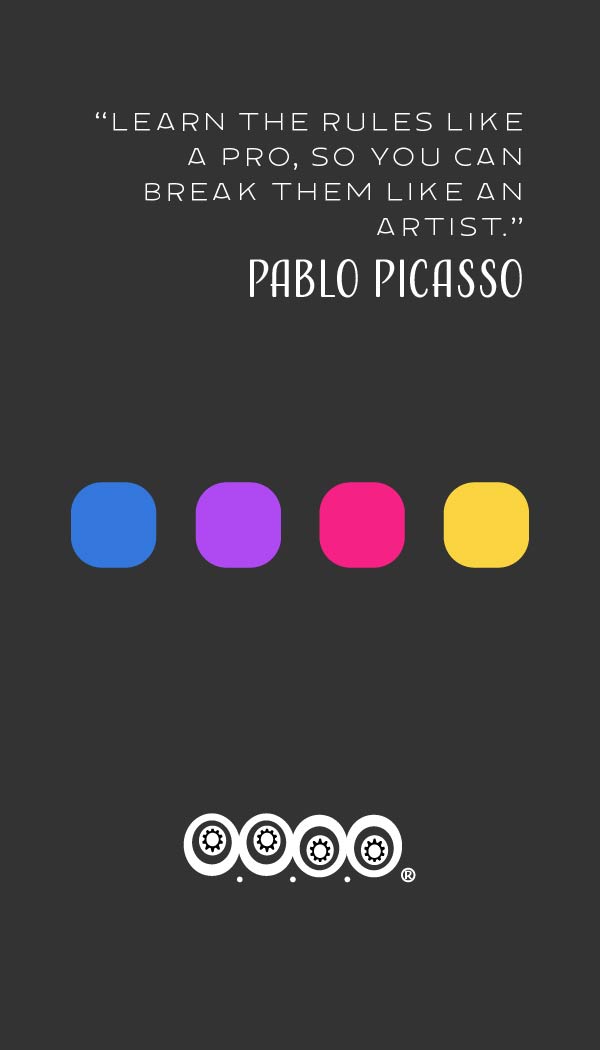 “LEARN THE RULES LIKE
A PRO, SO YOU CAN
BREAK THEM LIKE AN
ARTIST.”
PABLO PICASSO
®